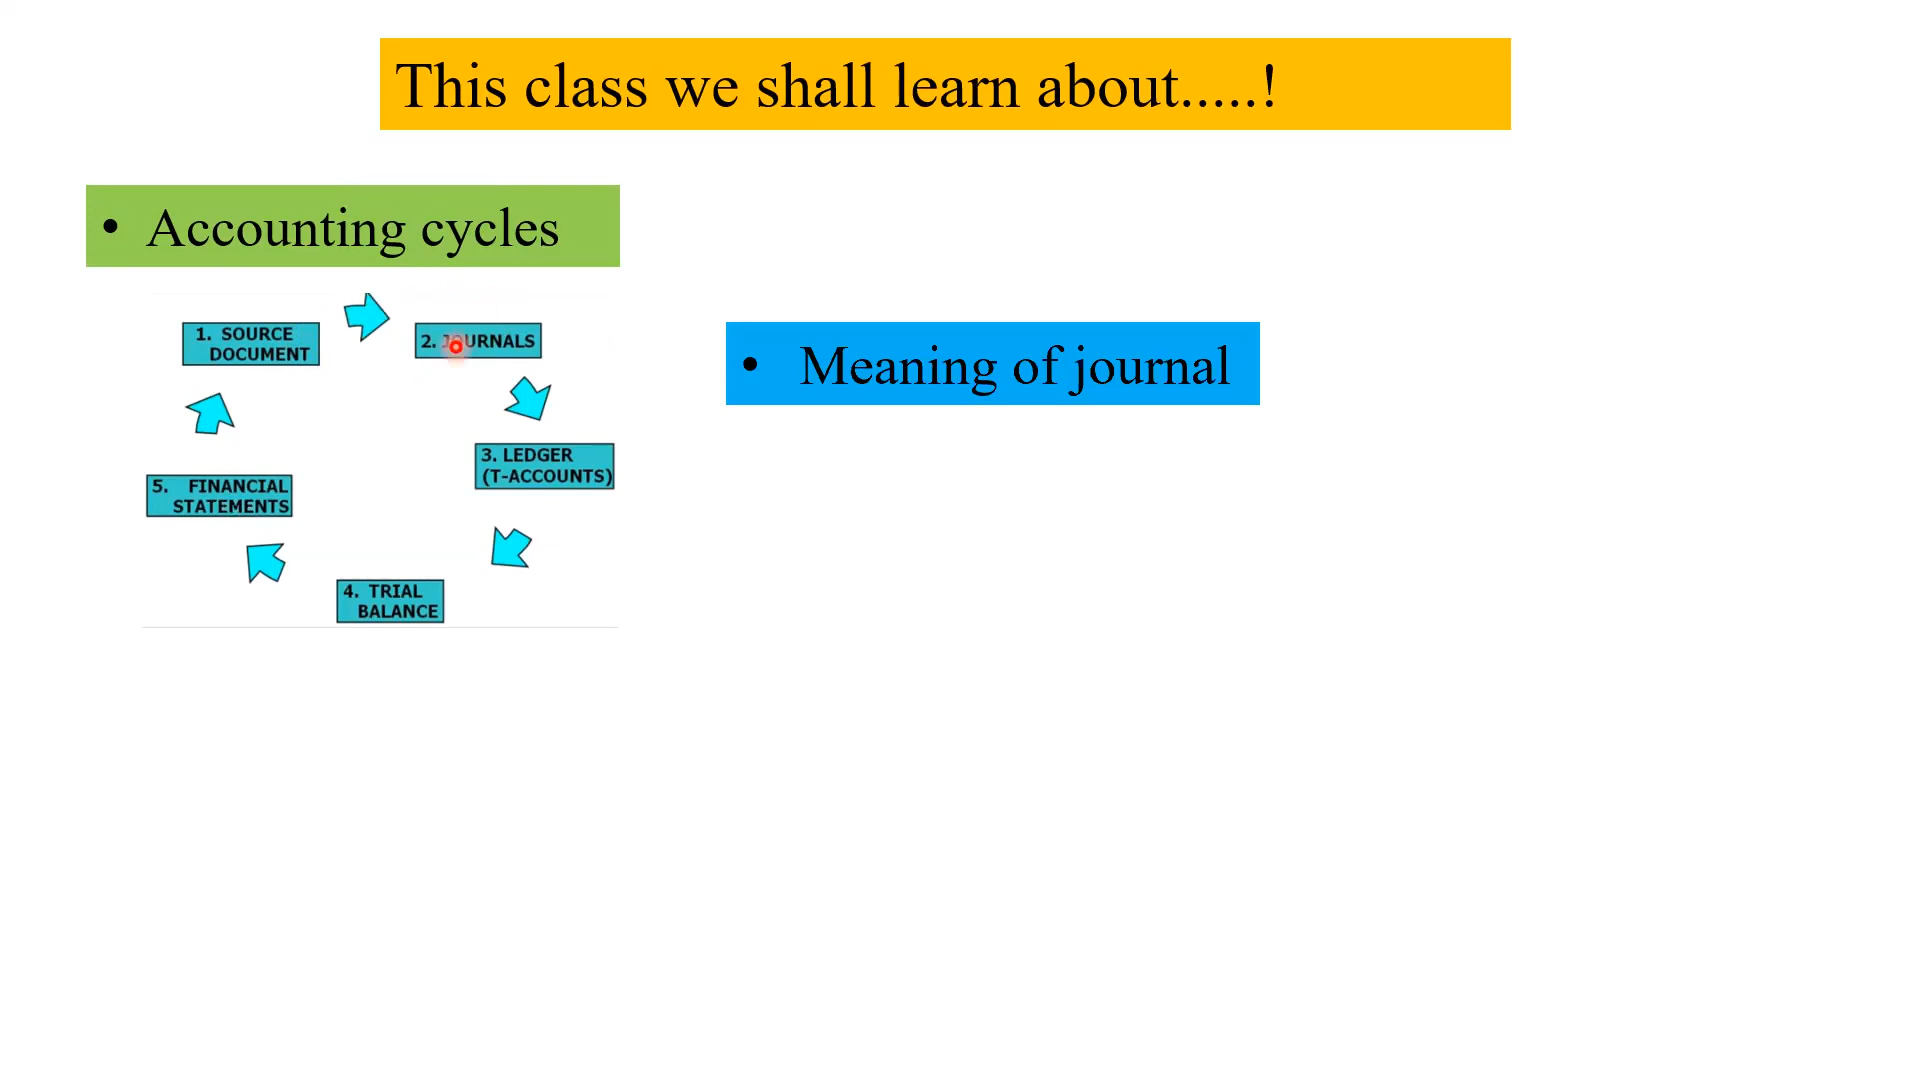 This class we shall learn about.....!
• Accounting cycles
1. SOURCE
DOCUMENT
2. JOURNALS
3. LEDGER
(T-ACCOUNTS)
4. TRIAL
BALANCE
5. FINANCIAL
STATEMENTS
• Meaning of journal